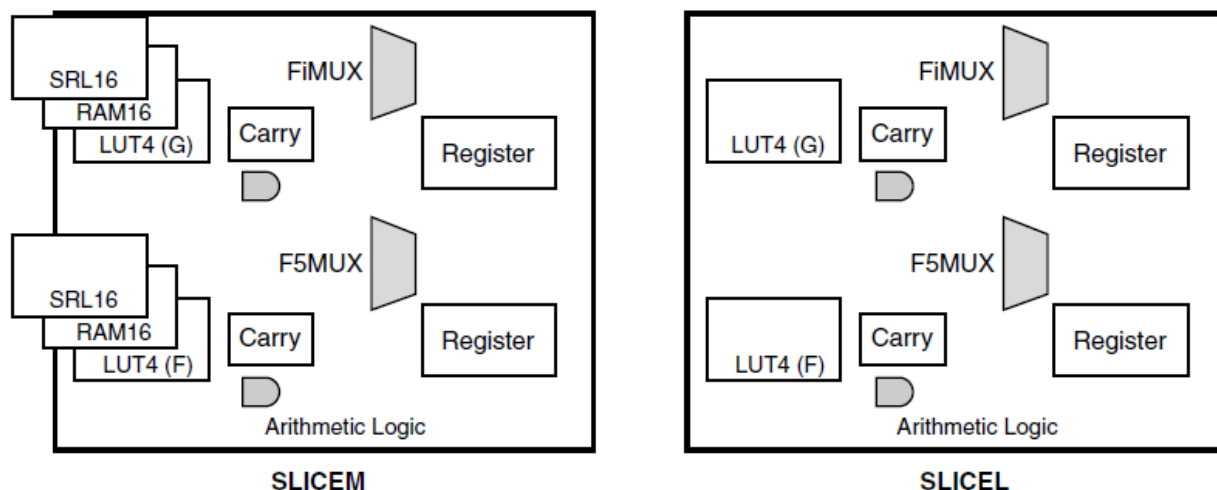 SRL16
RAM16
LUT4 (G)
Carry
FiMUX
Register
SRL16
RAM16
LUT4 (F)
Carry
F5MUX
Register
Arithmetic Logic
SLICEM
LUT4 (G)
Carry
FiMUX
Register
LUT4 (F)
Carry
F5MUX
Register
Arithmetic Logic
SLICEL